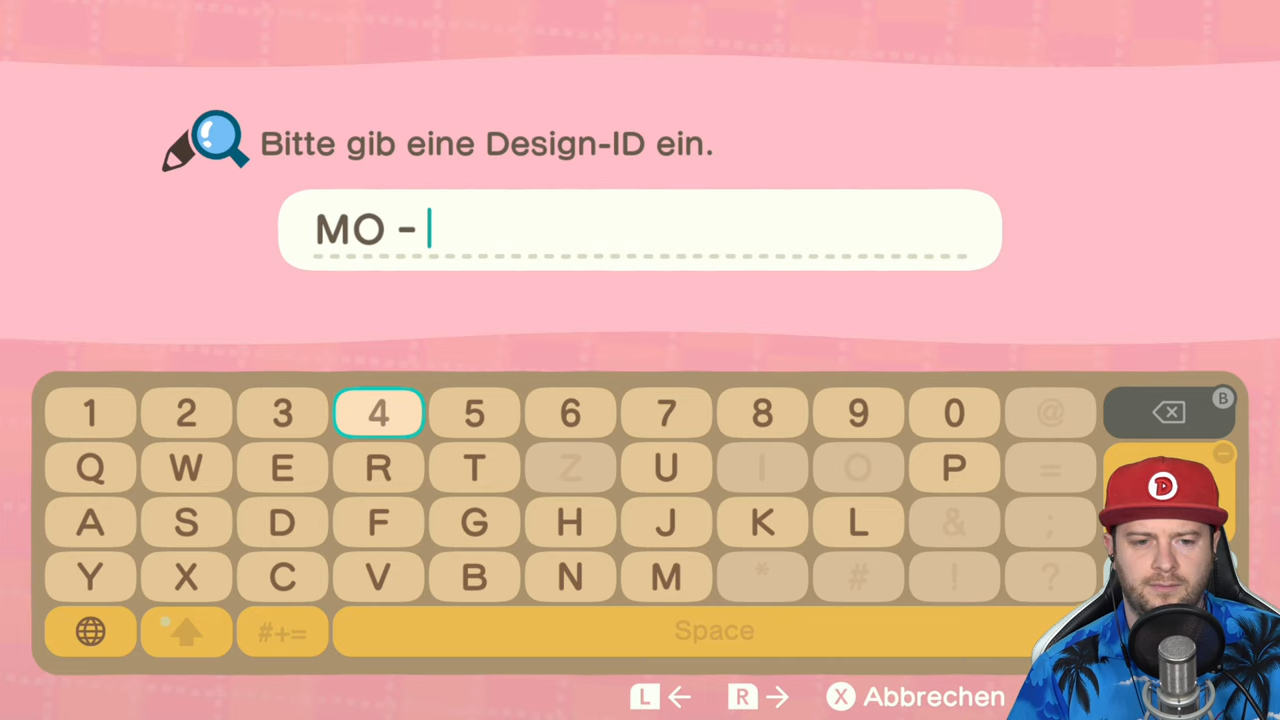 Bitte gib eine Design-ID ein.
MO -
1 2 3 4 5 6 7 8 9 0 @ B
Q W E R T Z U I O P =
A S D F G H J K L & ;
Y X C V B N M * # ! ?
#+= Space
L ← R → X Abbrechen
D